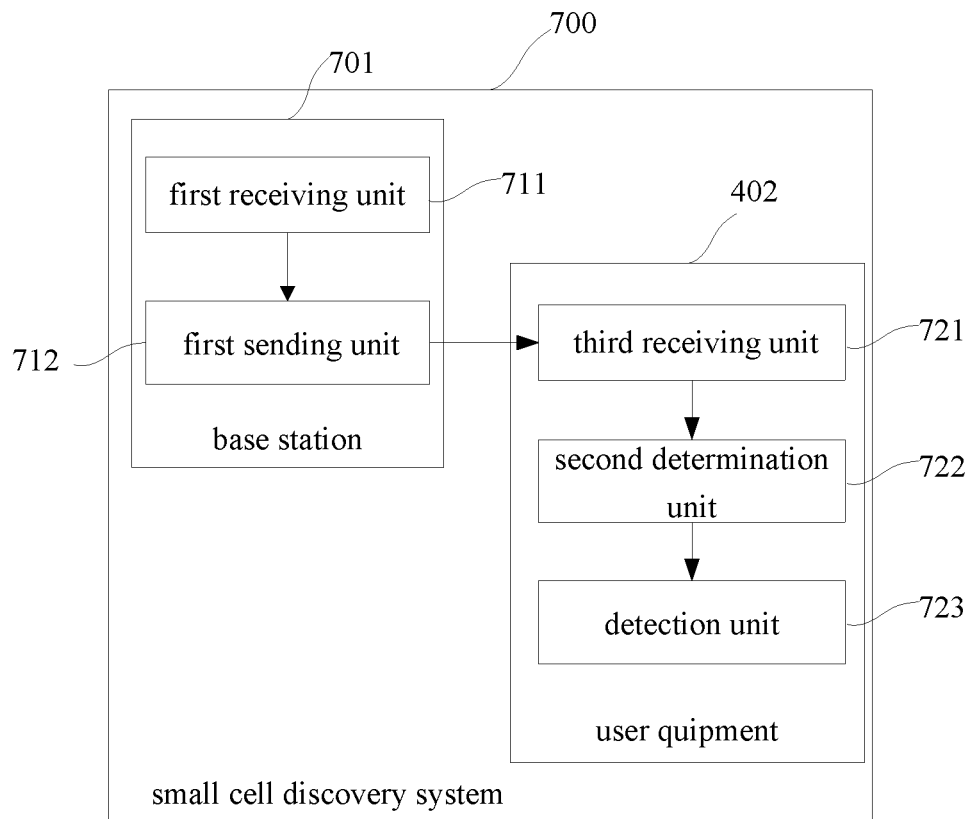 700
701
first receiving unit
711
402
712
first sending unit
third receiving unit
721
base station
second determination
unit
722
detection unit
723
user quipment
small cell discovery system